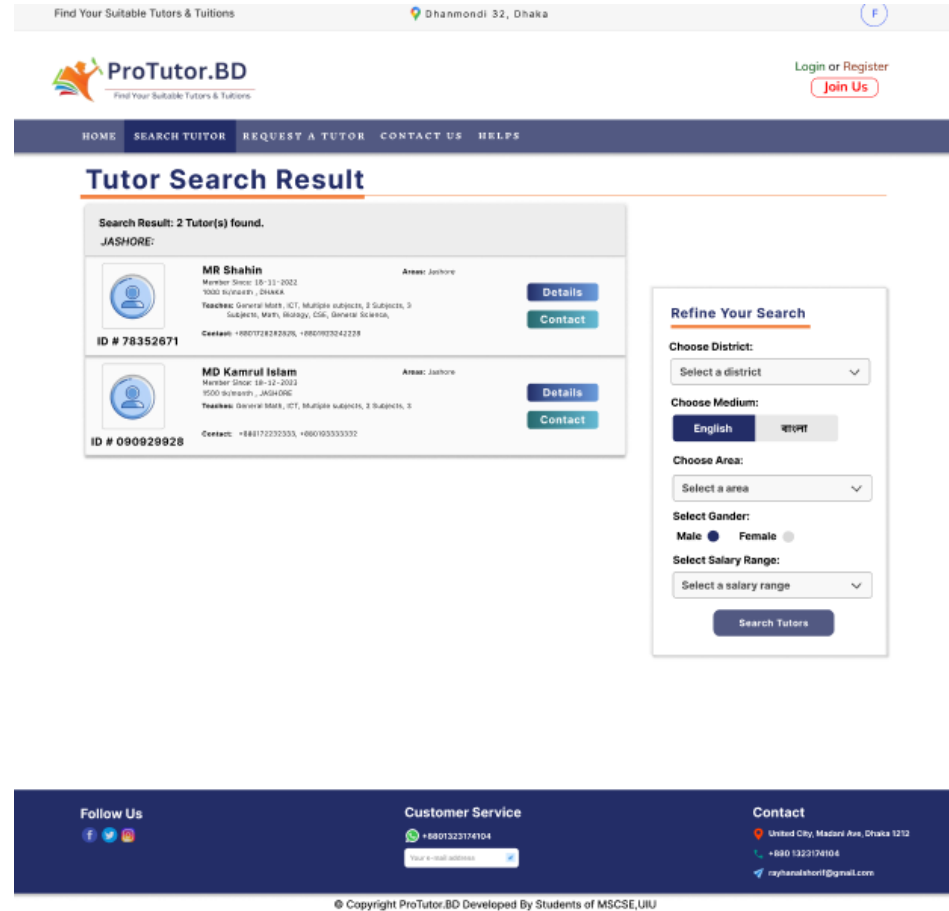 Find Your Suitable Tutors & Tuitions
Dhanmondi 32, Dhaka
F
ProTutor.BD
Find Your Suitable Tutors & Tuitions
Login or Register
Join Us
HOME SEARCH TUITOR REQUEST A TUTOR CONTACT US HELPS
Tutor Search Result
Search Result: 2 Tutor(s) found.
JASHORE:
MR Shahin
Areas: Jashore
Member Since: 18-11-2022
1000 tk/month , DHAKA
Teaches: General Math, ICT, Multiple subjects, 2 Subjects, 3
Subjects, Math, Biology, CSE, General Science,
Contact: +8801728282828, +8801923242228
ID # 78352671
Details
Contact
MD Kamrul Islam
Areas: Jashore
Member Since: 18-12-2023
1500 tk/month , JASHORE
Teaches: General Math, ICT, Multiple subjects, 2 Subjects, 3
Contact:
ID # 090929928
Details
Contact
Refine Your Search
Choose District:
Select a district
Choose Medium:
English বাংলা
Choose Area:
Select a area
Select Gander:
Male Female
Select Salary Range:
Select a salary range
Search Tutors
Follow Us
f
Customer Service
+8801323174104
Your e-mail address
Contact
United City, Madani Ave, Dhaka 1212
+880 1323174104
rayhanalshorif@gmail.com
© Copyright ProTutor.BD Developed By Students of MSCSE,UIU